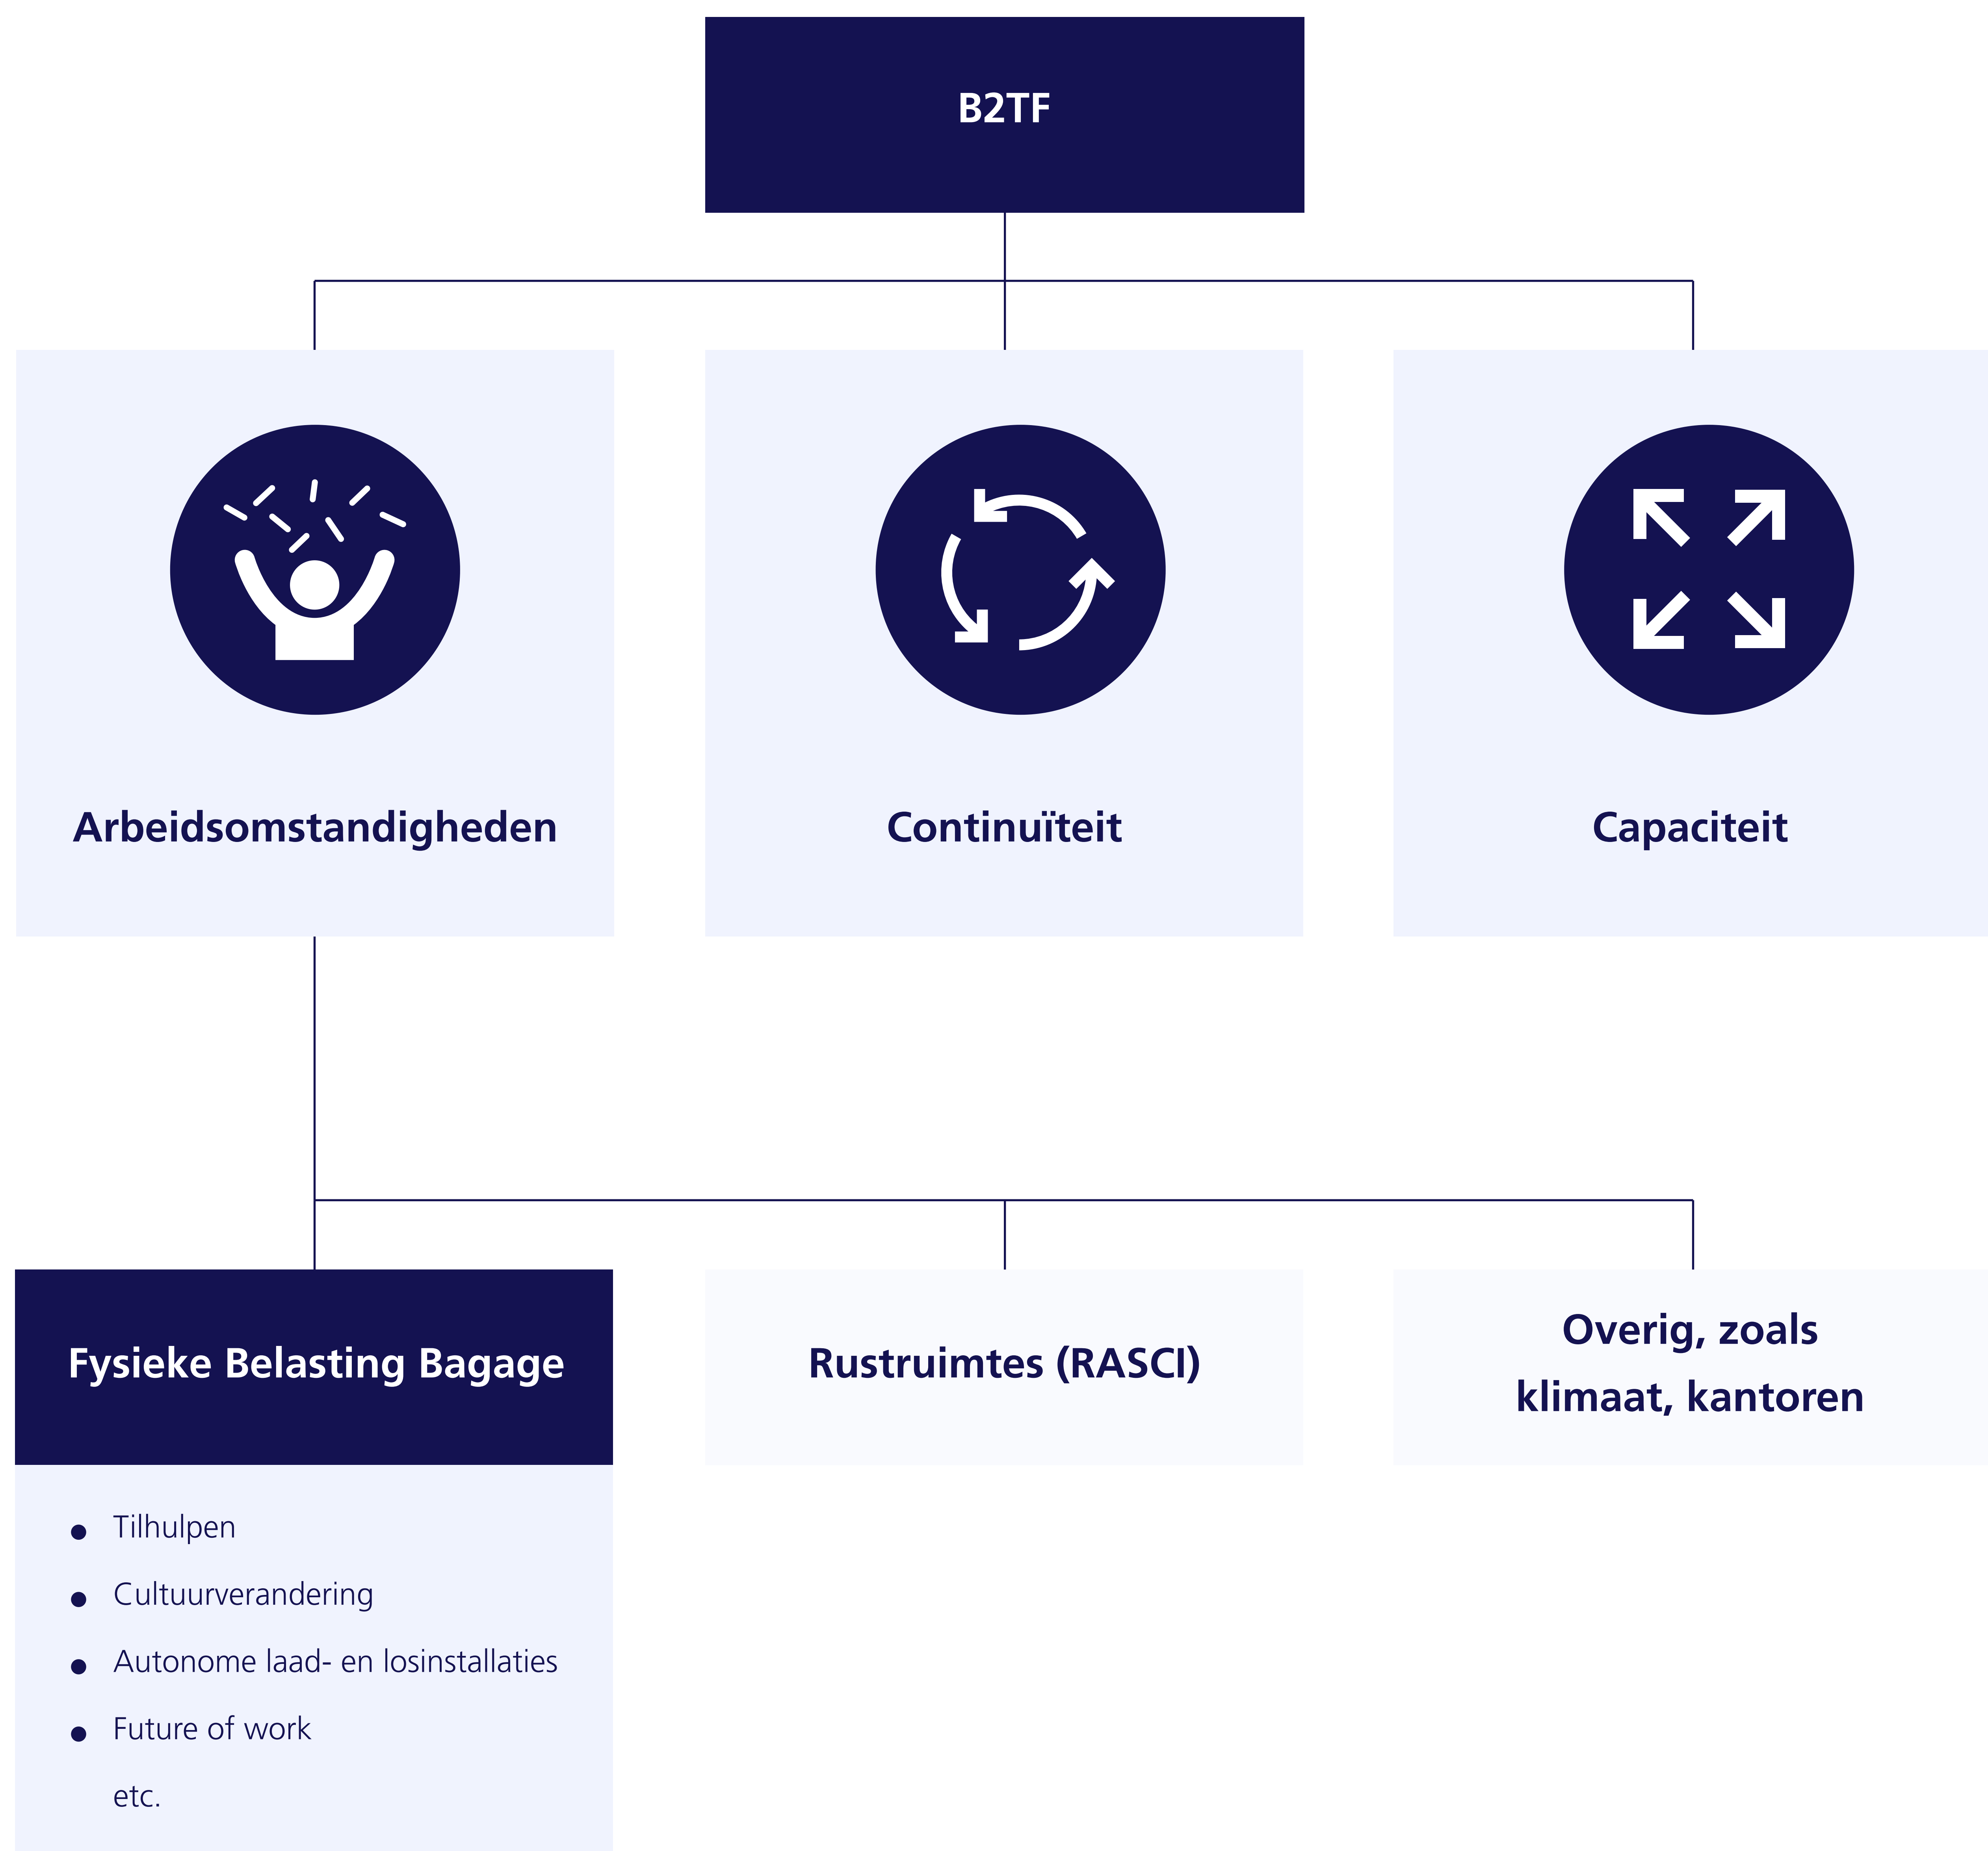 B2TF
Arbeidsomstandigheden
Continuïteit
Capaciteit
Fysieke Belasting Bagage
Rustruimtes (RASCI)
Overig, zoals
klimaat, kantoren
Tilhulpen
Cultuurverandering
Autonome laad- en losinstallaties
Future of work
etc.